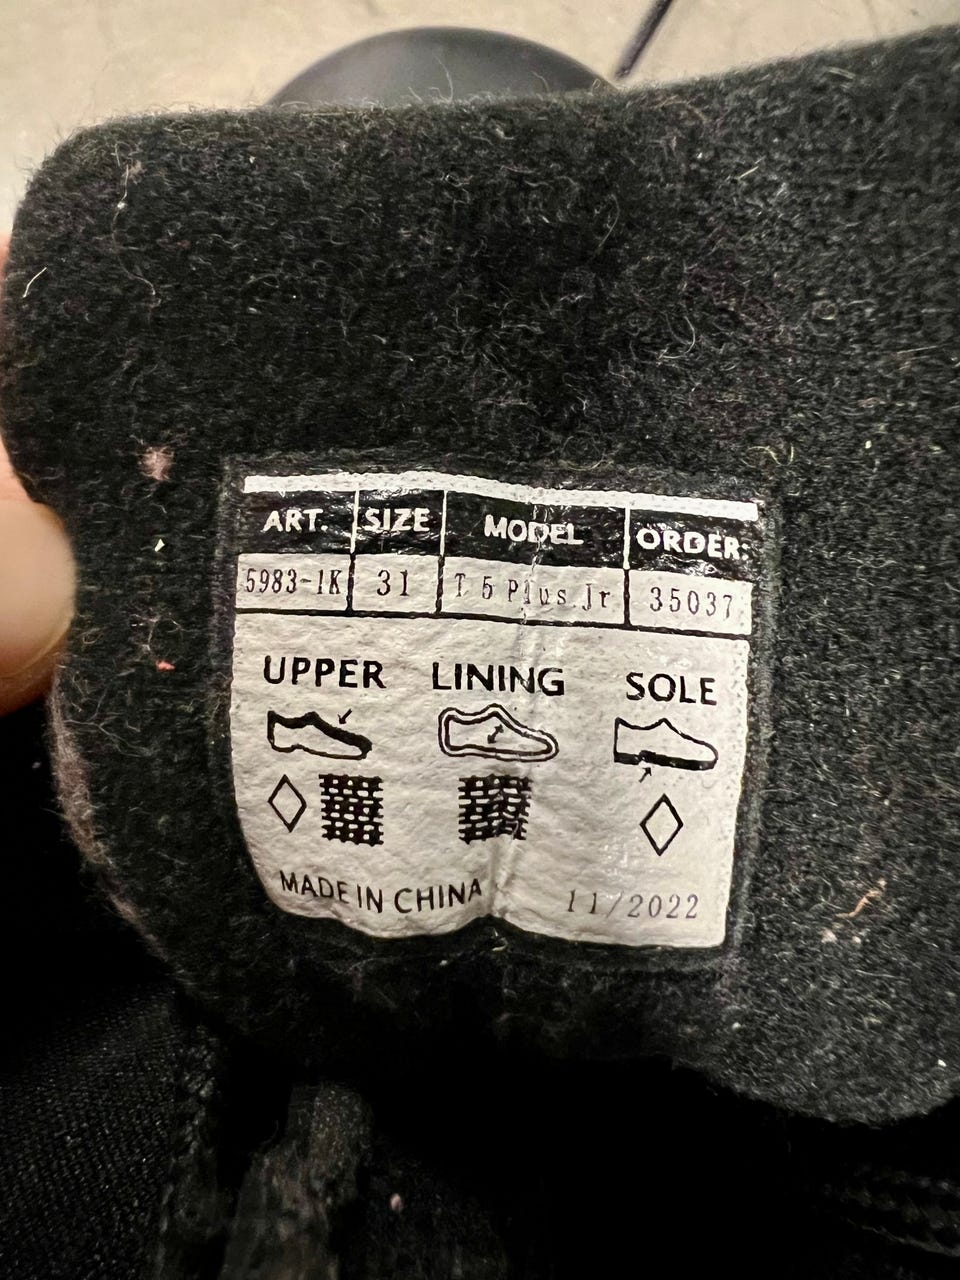 ART. SIZE MODEL ORDER:
5983-1K 31 T 5 Plus Jr 35037
UPPER LINING SOLE
MADE IN CHINA 11/2022